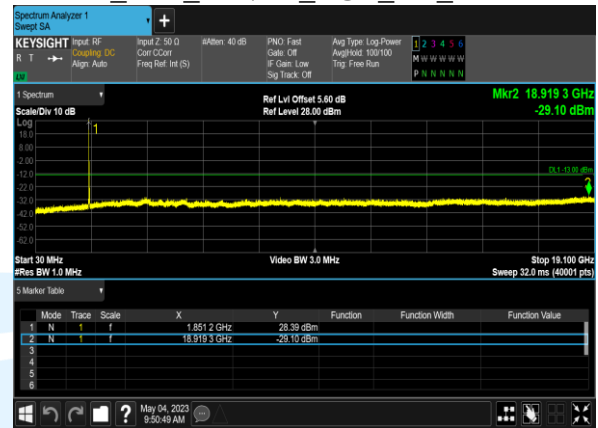 Spectrum Analyzer 1
Swept SA
KEYSIGHT Input: RF Input Z: 50 Ω #Atten: 40 dB PNO: Fast Avg Type: Log-Power 1 2 3 4 5 6
R T Coupling: DC Corr CCorr Gate: Off Avg|Hold: 100/100 M W W W W W
Align: Auto Freq Ref: Int (S) IF Gain: Low Trig: Free Run P N N N N N
Sig Track: Off
LV
1 Spectrum Ref Lvl Offset 5.60 dB Mkr2 18.919 3 GHz
Scale/Div 10 dB Ref Level 28.00 dBm -29.10 dBm
Log 1
18.0
8.00
-2.00
-12.0 DL1 -13.00 dBm
-22.0 2
-32.0
-42.0
-52.0
-62.0
Start 30 MHz Video BW 3.0 MHz Stop 19.100 GHz
#Res BW 1.0 MHz Sweep 32.0 ms (40001 pts)
5 Marker Table
Mode Trace Scale X Y Function Function Width Function Value
1 N 1 f 1.851 2 GHz 28.39 dBm
2 N 1 f 18.919 3 GHz -29.10 dBm
3
4
5
6
? May 04, 2023
9:50:49 AM